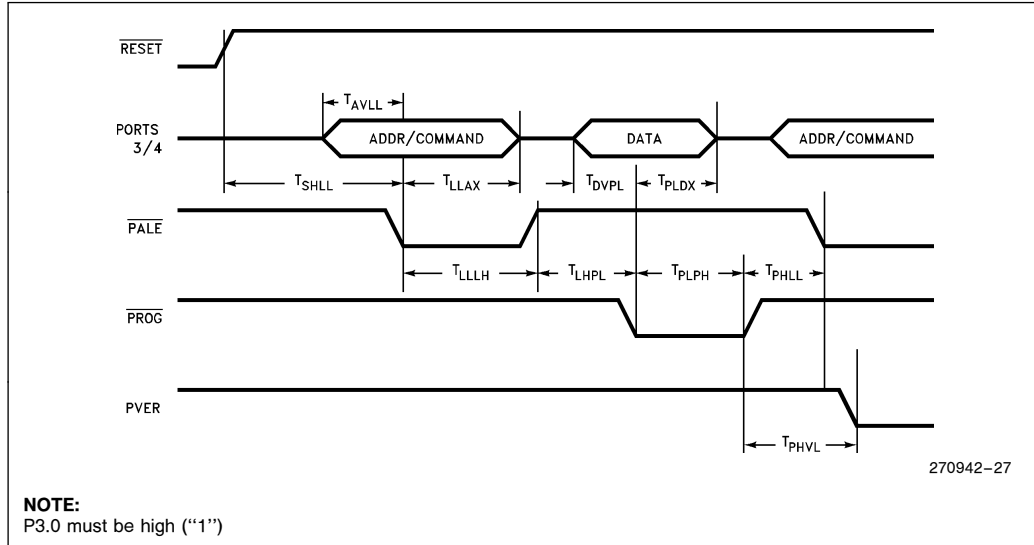 RESET
PORTS
3/4
T_AVLL
ADDR/COMMAND
DATA
ADDR/COMMAND
T_SHLL
T_LLAX
T_DVPL
T_PLDX
PALE
T_LLLH
T_LHPL
T_PLPH
T_PHLL
PROG
PVER
T_PHVL
270942–27
NOTE:
P3.0 must be high (‘‘1’’)